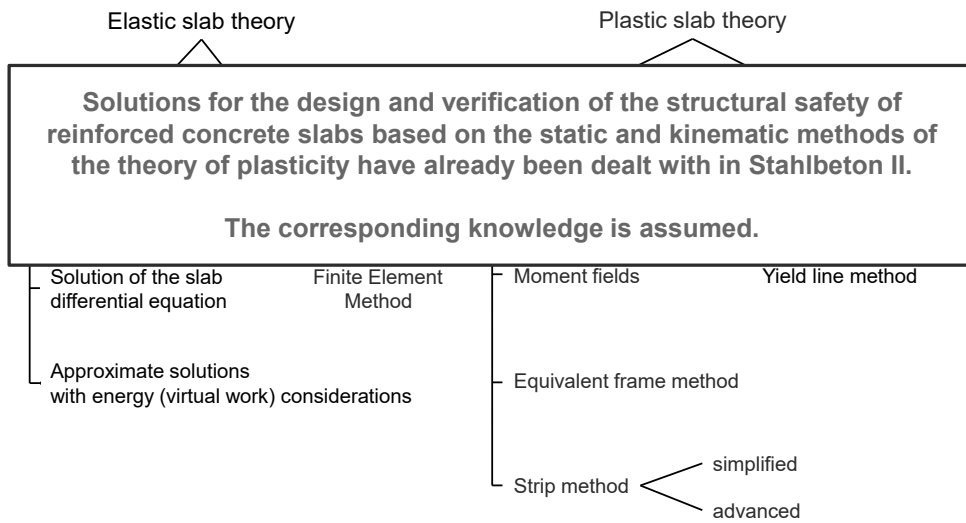 Elastic slab theory
Plastic slab theory
Solutions for the design and verification of the structural safety of
reinforced concrete slabs based on the static and kinematic methods of
the theory of plasticity have already been dealt with in Stahlbeton II.
The corresponding knowledge is assumed.
Solution of the slab
differential equation
Finite Element
Method
Moment fields
Yield line method
Approximate solutions
with energy (virtual work) considerations
Equivalent frame method
Strip method
simplified
advanced